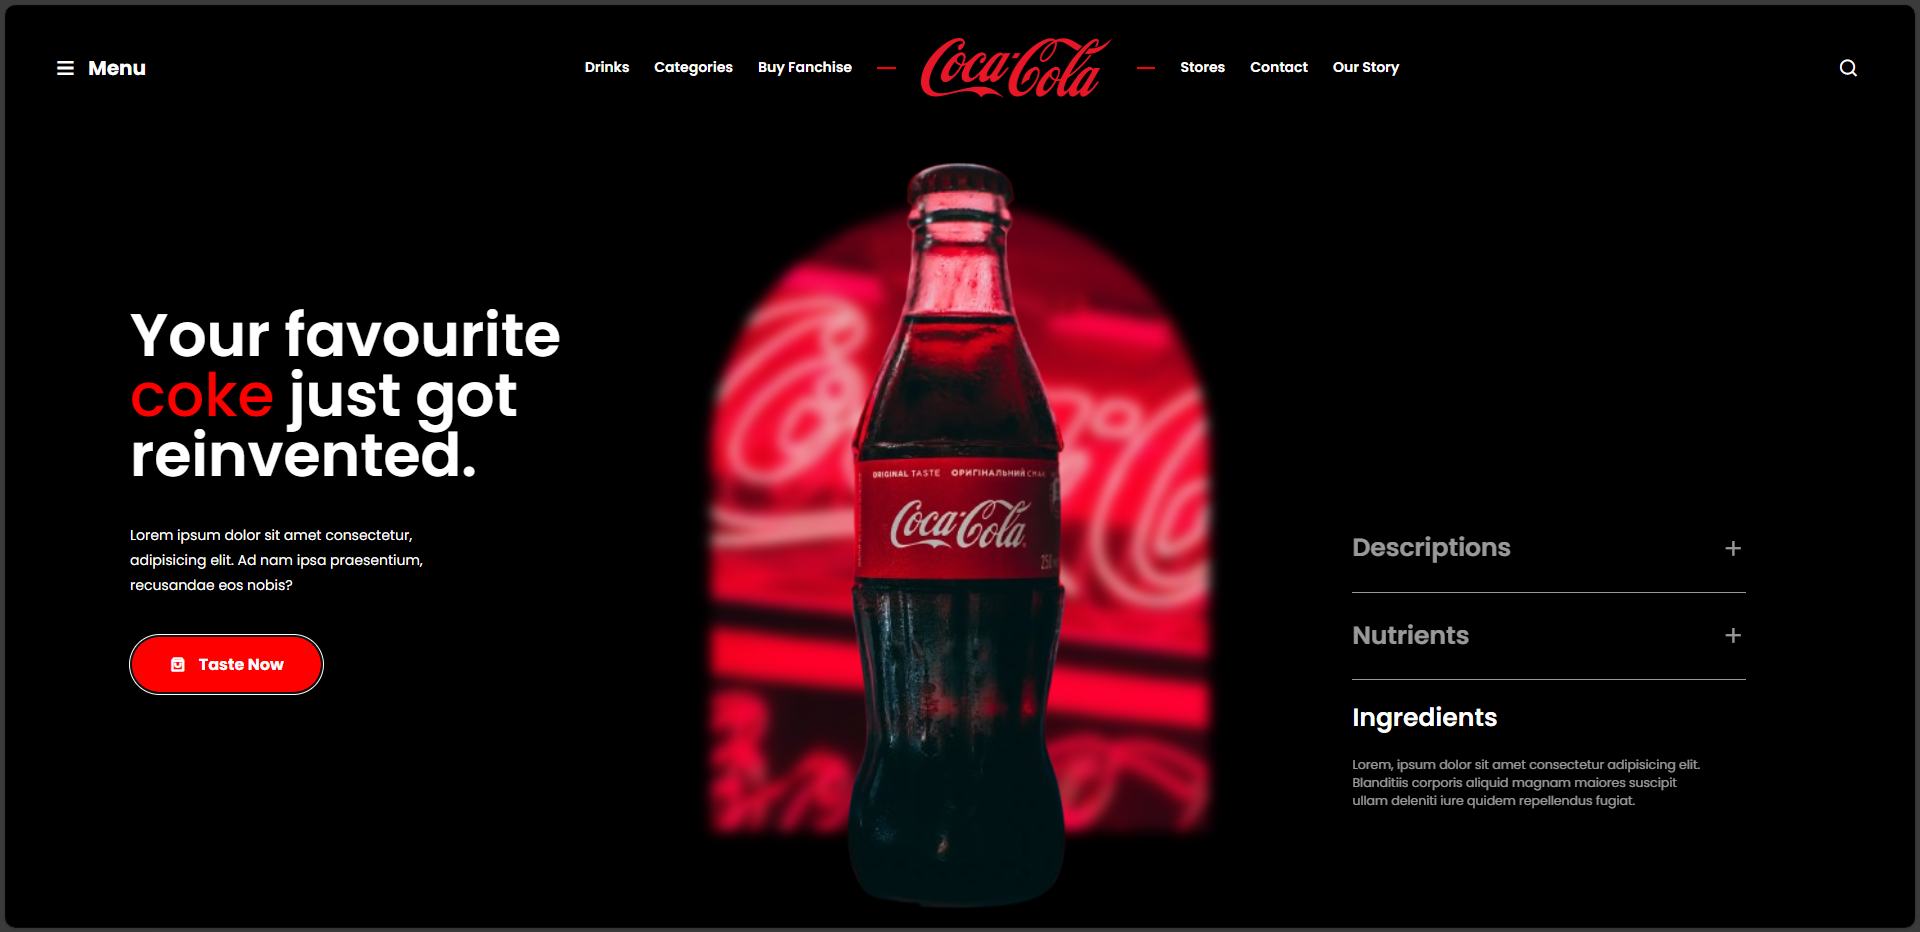 Menu
Drinks
Categories
Buy Fanchise
Coca-Cola
Stores
Contact
Our Story
Your favourite
coke just got
reinvented.
Lorem ipsum dolor sit amet consectetur,
adipisicing elit. Ad nam ipsa praesentium,
recusandae eos nobis?
Taste Now
ORIGINAL TASTE ОРИГІНАЛЬНИЙ СМАК
Coca-Cola
Descriptions
Nutrients
Ingredients
Lorem, ipsum dolor sit amet consectetur adipisicing elit.
Blanditiis corporis aliquid magnam maiores suscipit
ullam deleniti iure quidem repellendus fugiat.